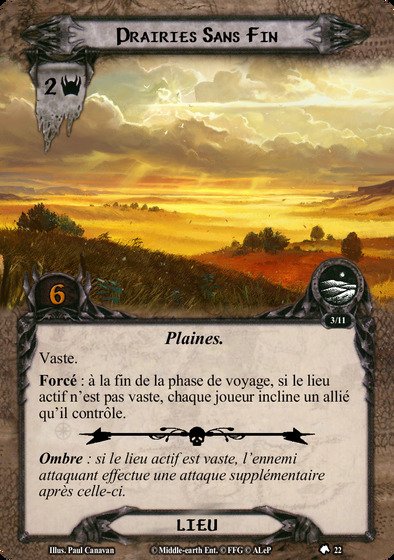 Prairies Sans Fin
2
6
3/11
Plaines.
Vaste.
Forcé : à la fin de la phase de voyage, si le lieu
actif n'est pas vaste, chaque joueur incline un allié
qu'il contrôle.
Ombre : si le lieu actif est vaste, l'ennemi
attaquant effectue une attaque supplémentaire
après celle-ci.
LIEU
Illus. Paul Canavan ©Middle-earth Ent. © FFG © ALeP 22